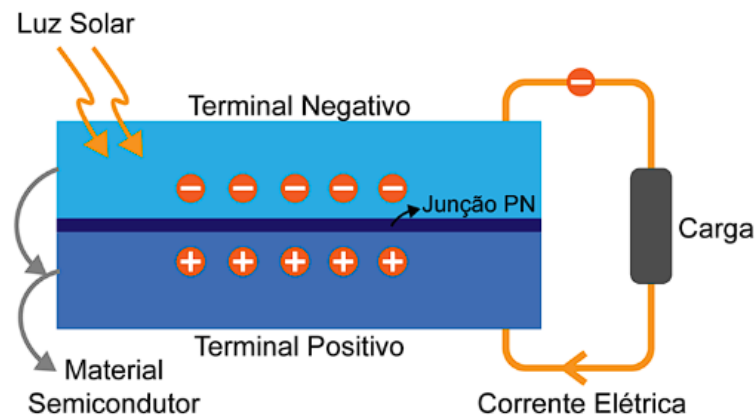 Luz Solar
Terminal Negativo
Junção PN
Carga
Terminal Positivo
Material
Semicondutor
Corrente Elétrica